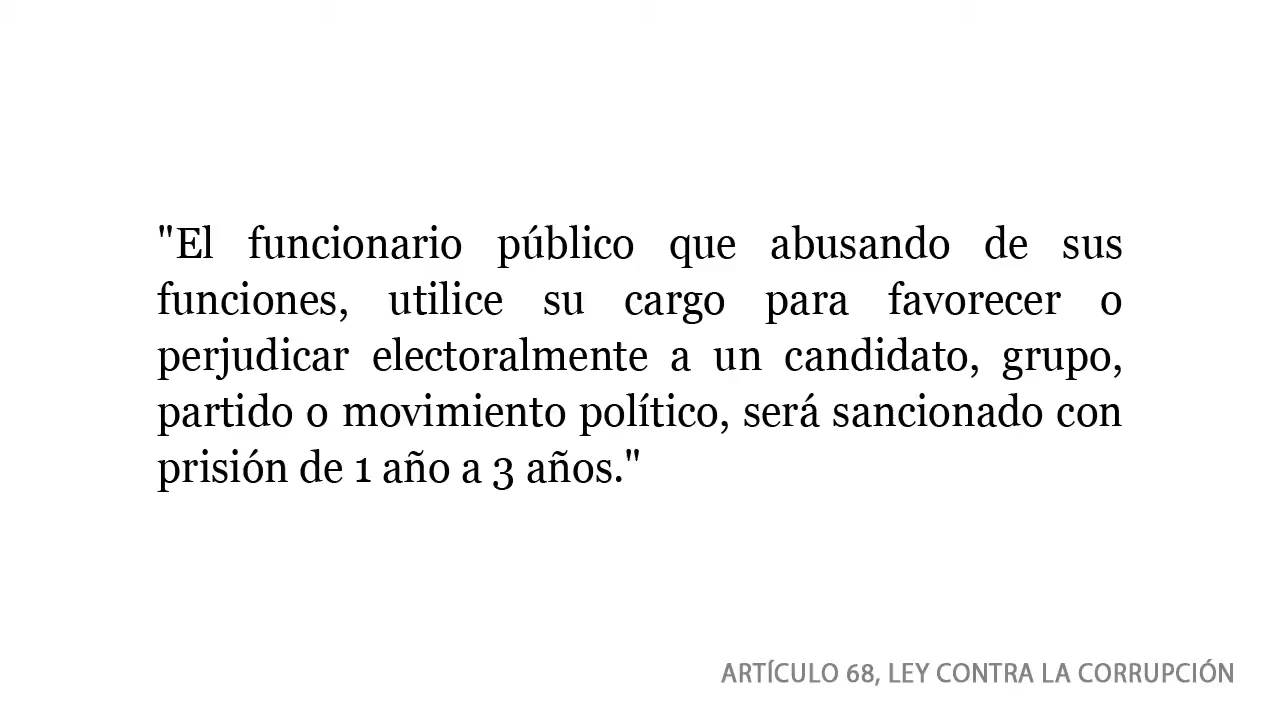 "El funcionario público que abusando de sus
funciones, utilice su cargo para favorecer o
perjudicar electoralmente a un candidato, grupo,
partido o movimiento político, será sancionado con
prisión de 1 año a 3 años."
ARTÍCULO 68, LEY CONTRA LA CORRUPCIÓN